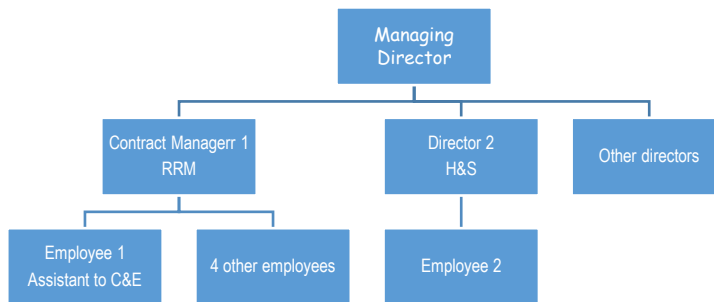 Managing
Director
Contract Managerr 1
RRM
Director 2
H&S
Other directors
Employee 1
Assistant to C&E
4 other employees
Employee 2